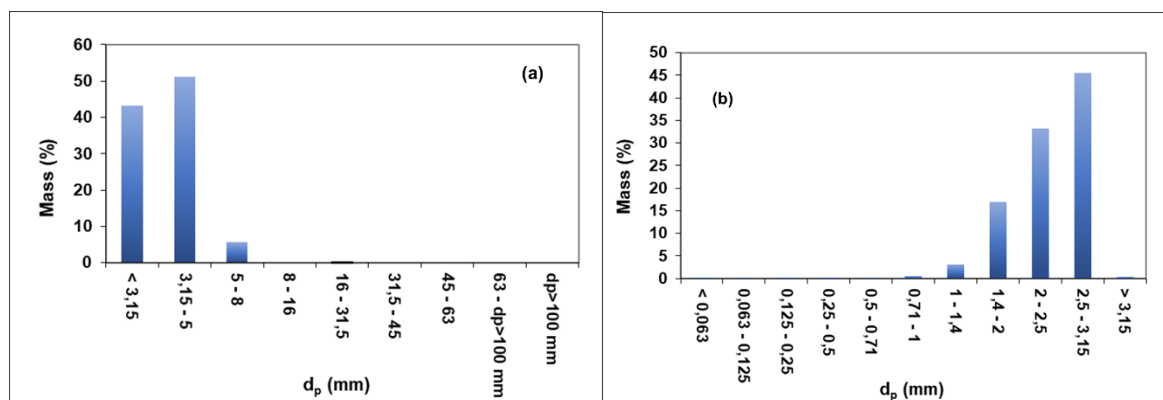 60
50
40
30
20
10
0
Mass (%)
(a)
< 3,15
3,15 - 5
5 - 8
8 - 16
16 - 31,5
31,5 - 45
45 - 63
63 - dp>100 mm
dp>100 mm
dp (mm)
50
45
40
35
30
25
20
15
10
5
0
Mass (%)
(b)
< 0,063
0,063 - 0,125
0,125 - 0,25
0,25 - 0,5
0,5 - 0,71
0,71 - 1
1 - 1,4
1,4 - 2
2 - 2,5
2,5 - 3,15
> 3,15
dp (mm)